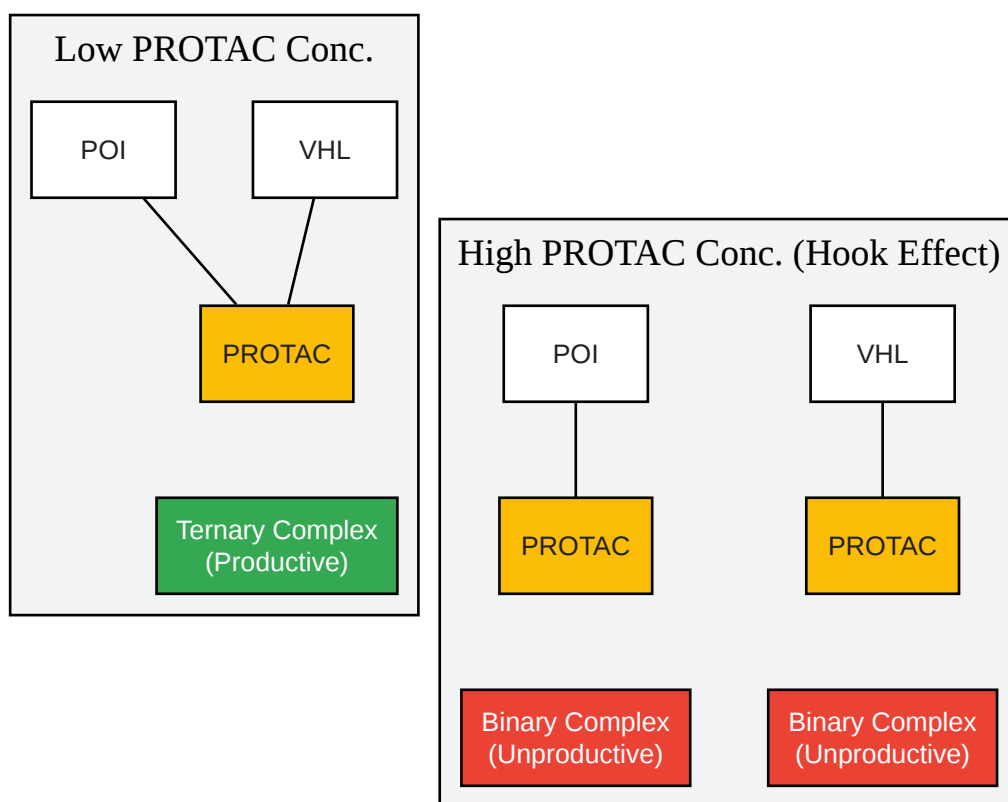 Low PROTAC Conc.
POI
VHL
PROTAC
Ternary Complex
(Productive)
High PROTAC Conc. (Hook Effect)
POI
VHL
PROTAC
PROTAC
Binary Complex
(Unproductive)
Binary Complex
(Unproductive)